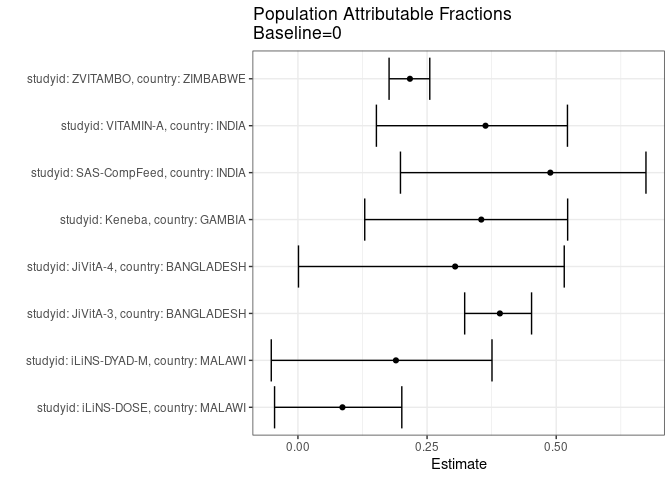 Population Attributable Fractions
Baseline=0
studyid: ZVITAMBO, country: ZIMBABWE
studyid: VITAMIN-A, country: INDIA
studyid: SAS-CompFeed, country: INDIA
studyid: Keneba, country: GAMBIA
studyid: JiVitA-4, country: BANGLADESH
studyid: JiVitA-3, country: BANGLADESH
studyid: iLiNS-DYAD-M, country: MALAWI
studyid: iLiNS-DOSE, country: MALAWI
0.00 0.25 0.50
Estimate